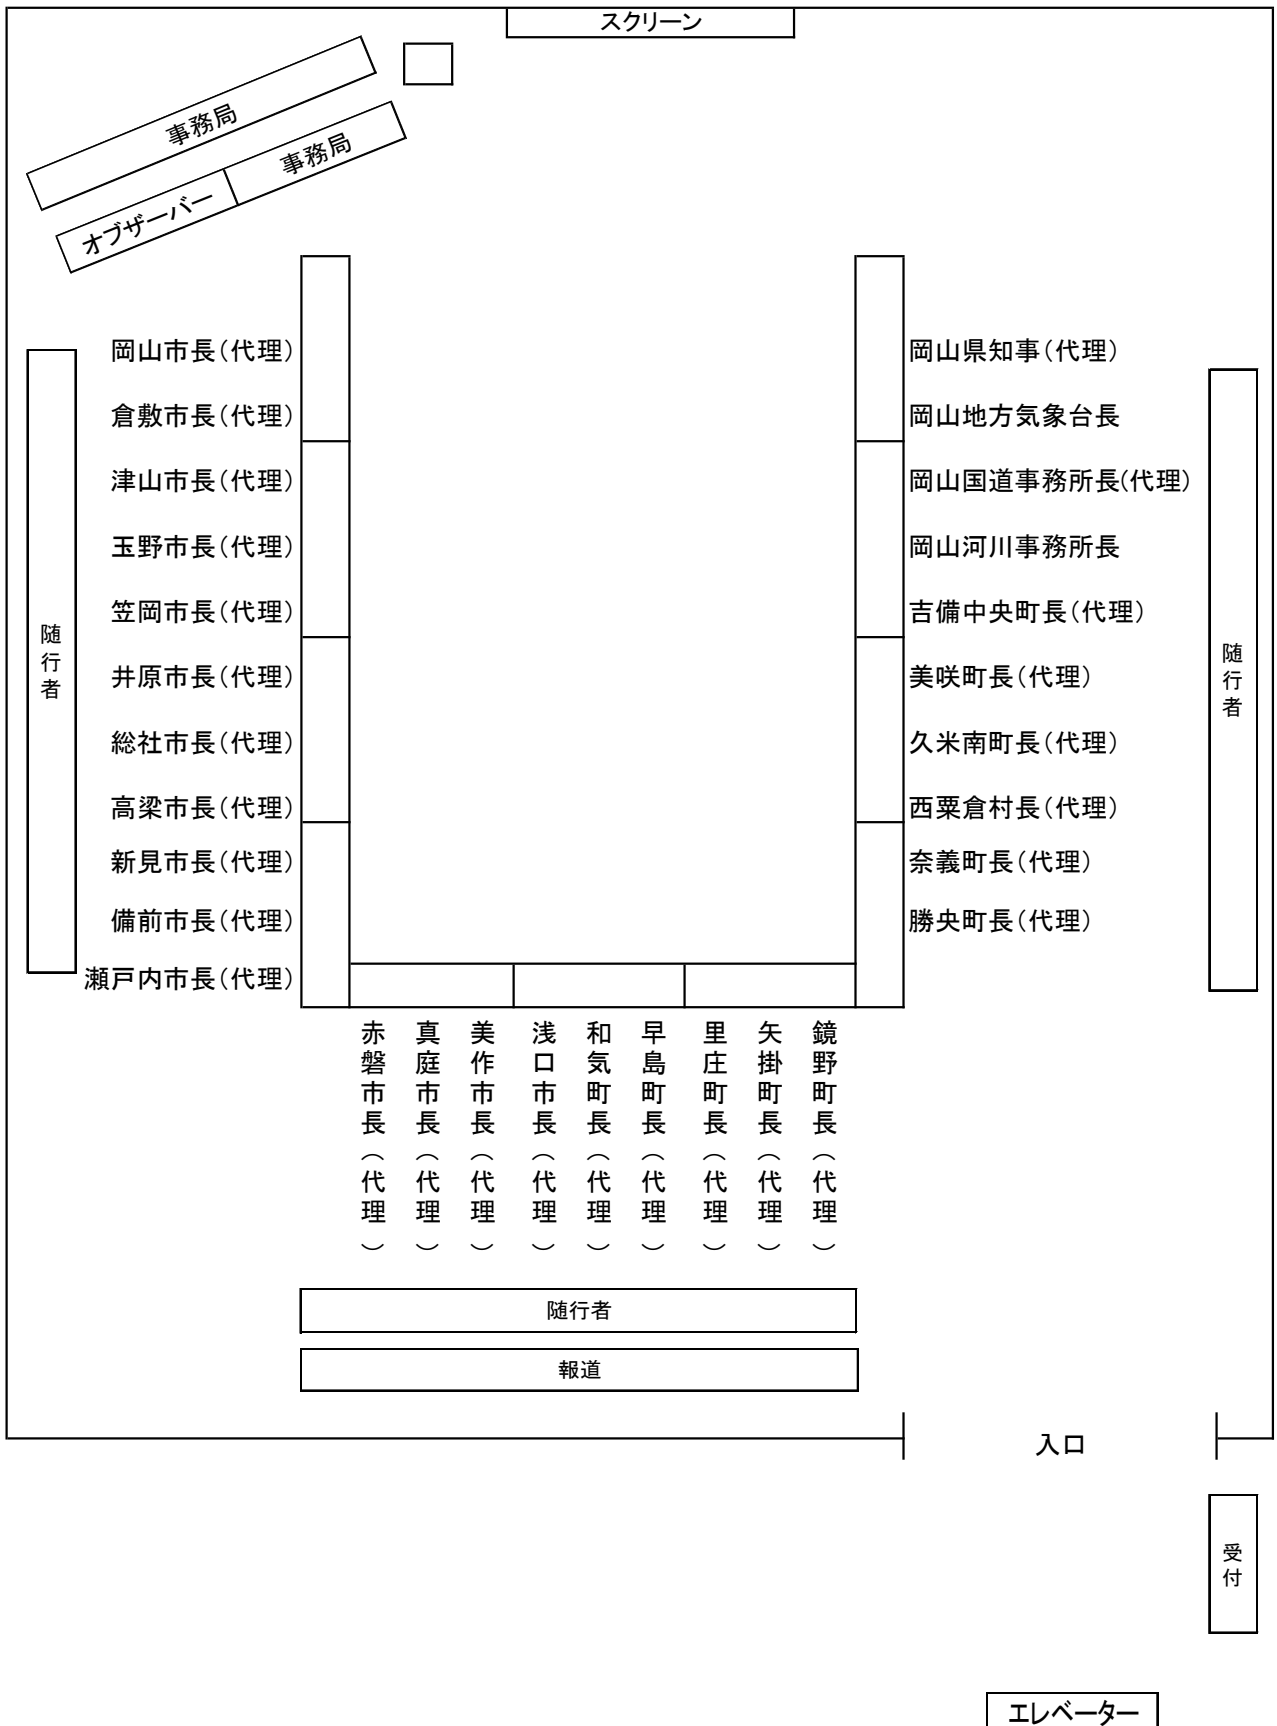 スクリーン
事務局
事務局
オブザーバー
岡山市長(代理)
倉敷市長(代理)
津山市長(代理)
玉野市長(代理)
笠岡市長(代理)
井原市長(代理)
総社市長(代理)
高梁市長(代理)
新見市長(代理)
備前市長(代理)
瀬戸内市長(代理)
随行者
岡山県知事(代理)
岡山地方気象台長
岡山国道事務所長(代理)
岡山河川事務所長
吉備中央町長(代理)
美咲町長(代理)
久米南町長(代理)
西粟倉村長(代理)
奈義町長(代理)
勝央町長(代理)
随行者
赤磐市長(代理)
真庭市長(代理)
美作市長(代理)
浅口市長(代理)
和気町長(代理)
早島町長(代理)
里庄町長(代理)
矢掛町長(代理)
鏡野町長(代理)
随行者
報道
入口
受付
エレベーター